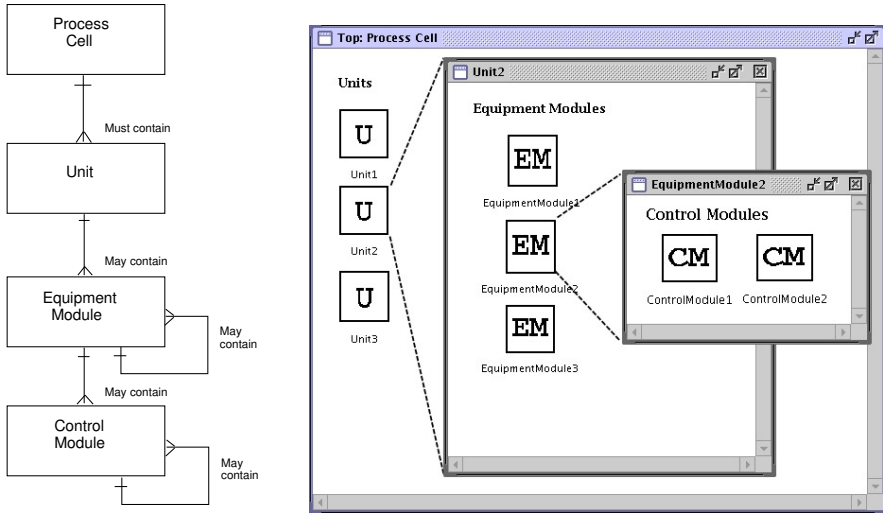 Process
Cell
Must contain
Unit
May contain
Equipment
Module
May
contain
May contain
Control
Module
May
contain
Top: Process Cell
Units
U
Unit1
U
Unit2
U
Unit3
Unit2
Equipment Modules
EM
EquipmentModule1
EM
EquipmentModule2
EM
EquipmentModule3
EquipmentModule2
Control Modules
CM
CM
ControlModule1
ControlModule2